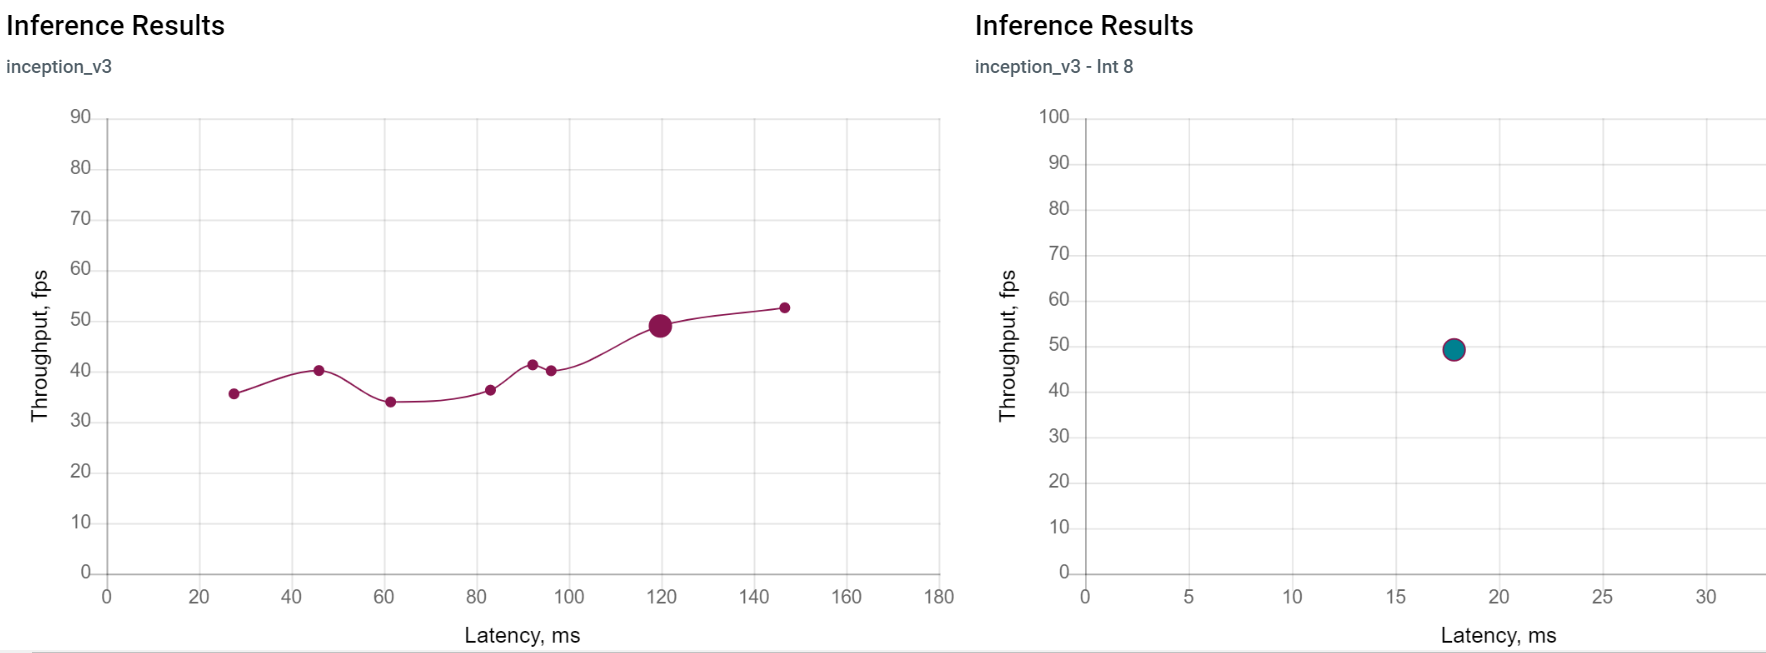 Inference Results
inception_v3
90
80
70
60
50
40
30
20
10
0
Throughput, fps
0 20 40 60 80 100 120 140 160 180
Latency, ms
Inference Results
inception_v3 - Int 8
100
90
80
70
60
50
40
30
20
10
0
Throughput, fps
0 5 10 15 20 25 30
Latency, ms